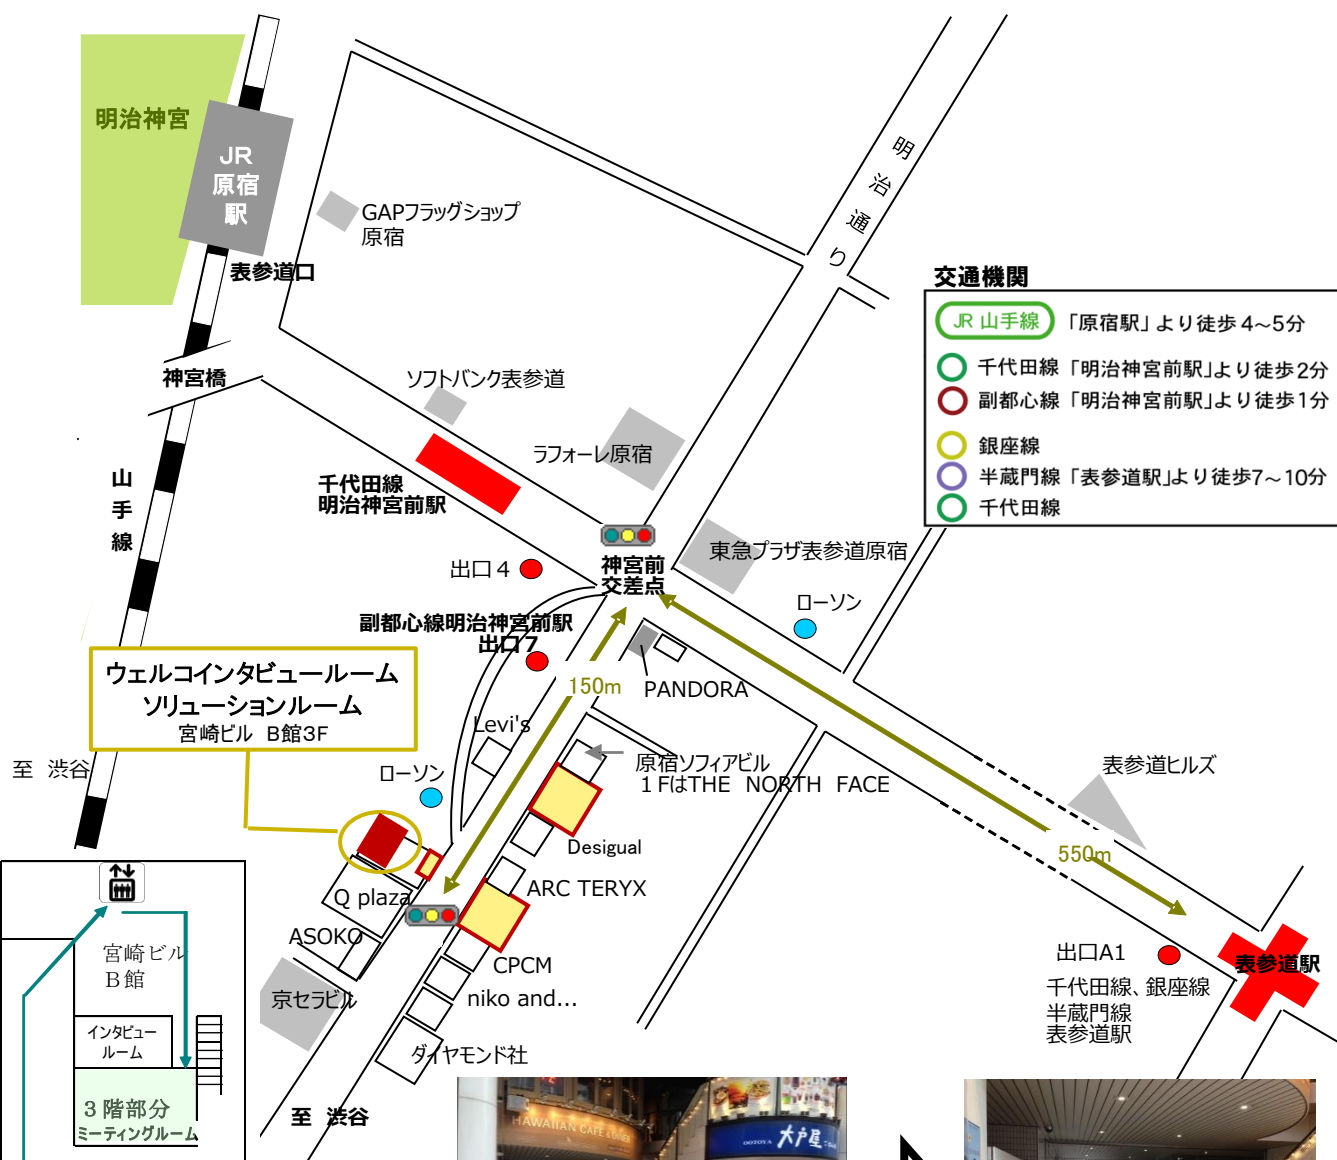 明治神宮
JR
原宿
駅
表参道口
GAPフラッグショップ
原宿
明治通り
神宮橋
ソフトバンク表参道
ラフォーレ原宿
千代田線
明治神宮前駅
山手線
交通機関
JR 山手線 「原宿駅」より徒歩4~5分
千代田線「明治神宮前駅」より徒歩2分
副都心線「明治神宮前駅」より徒歩1分
銀座線
半蔵門線「表参道駅」より徒歩7~10分
千代田線
神宮前
交差点
東急プラザ表参道原宿
出口4
ローソン
副都心線明治神宮前駅
出口7
150m
PANDORA
ウェルコインタビュールーム
ソリューションルーム
宮崎ビル B館3F
Levi's
原宿ソフィアビル
1FはTHE NORTH FACE
至 渋谷
ローソン
表参道ヒルズ
Desigual
550m
ARC TERYX
Q plaza
ASOKO
CPCM
niko and...
京セラビル
ダイヤモンド社
至 渋谷
出口A1
千代田線、銀座線
半蔵門線
表参道駅
表参道駅
宮崎ビル
B館
インタビュー
ルーム
3階部分
ミーティングルーム
HAWAIIAN CAFE & DINER
OOTOYA 大戸屋